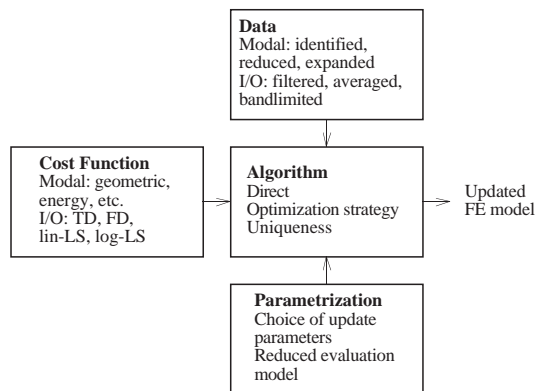 Data
Modal: identified,
reduced, expanded
I/O: filtered, averaged,
bandlimited
Cost Function
Modal: geometric,
energy, etc.
I/O: TD, FD,
lin-LS, log-LS
Algorithm
Direct
Optimization strategy
Uniqueness
Updated
FE model
Parametrization
Choice of update
parameters
Reduced evaluation
model